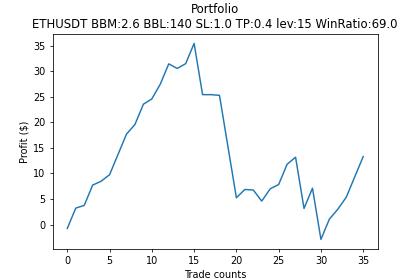 Portfolio
ETHUSDT BBM:2.6 BBL:140 SL:1.0 TP:0.4 lev:15 WinRatio:69.0
35
30
25
20
15
10
5
0
Profit ($)
0 5 10 15 20 25 30 35
Trade counts